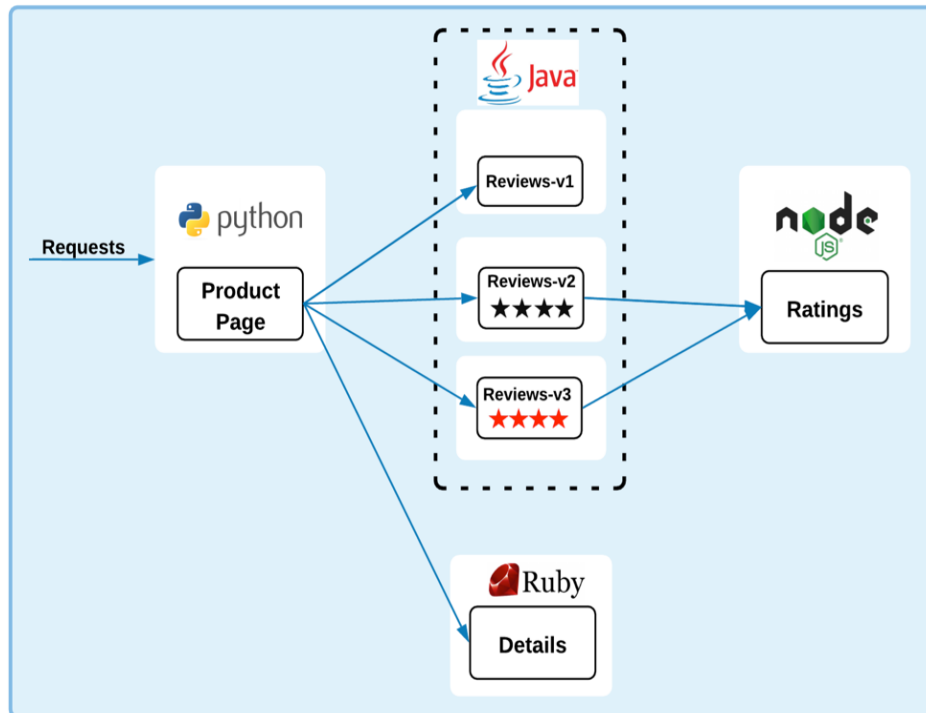 Requests
python
Product
Page
Java
Reviews-v1
Reviews-v2
Reviews-v3
node
JS
Ratings
Ruby
Details